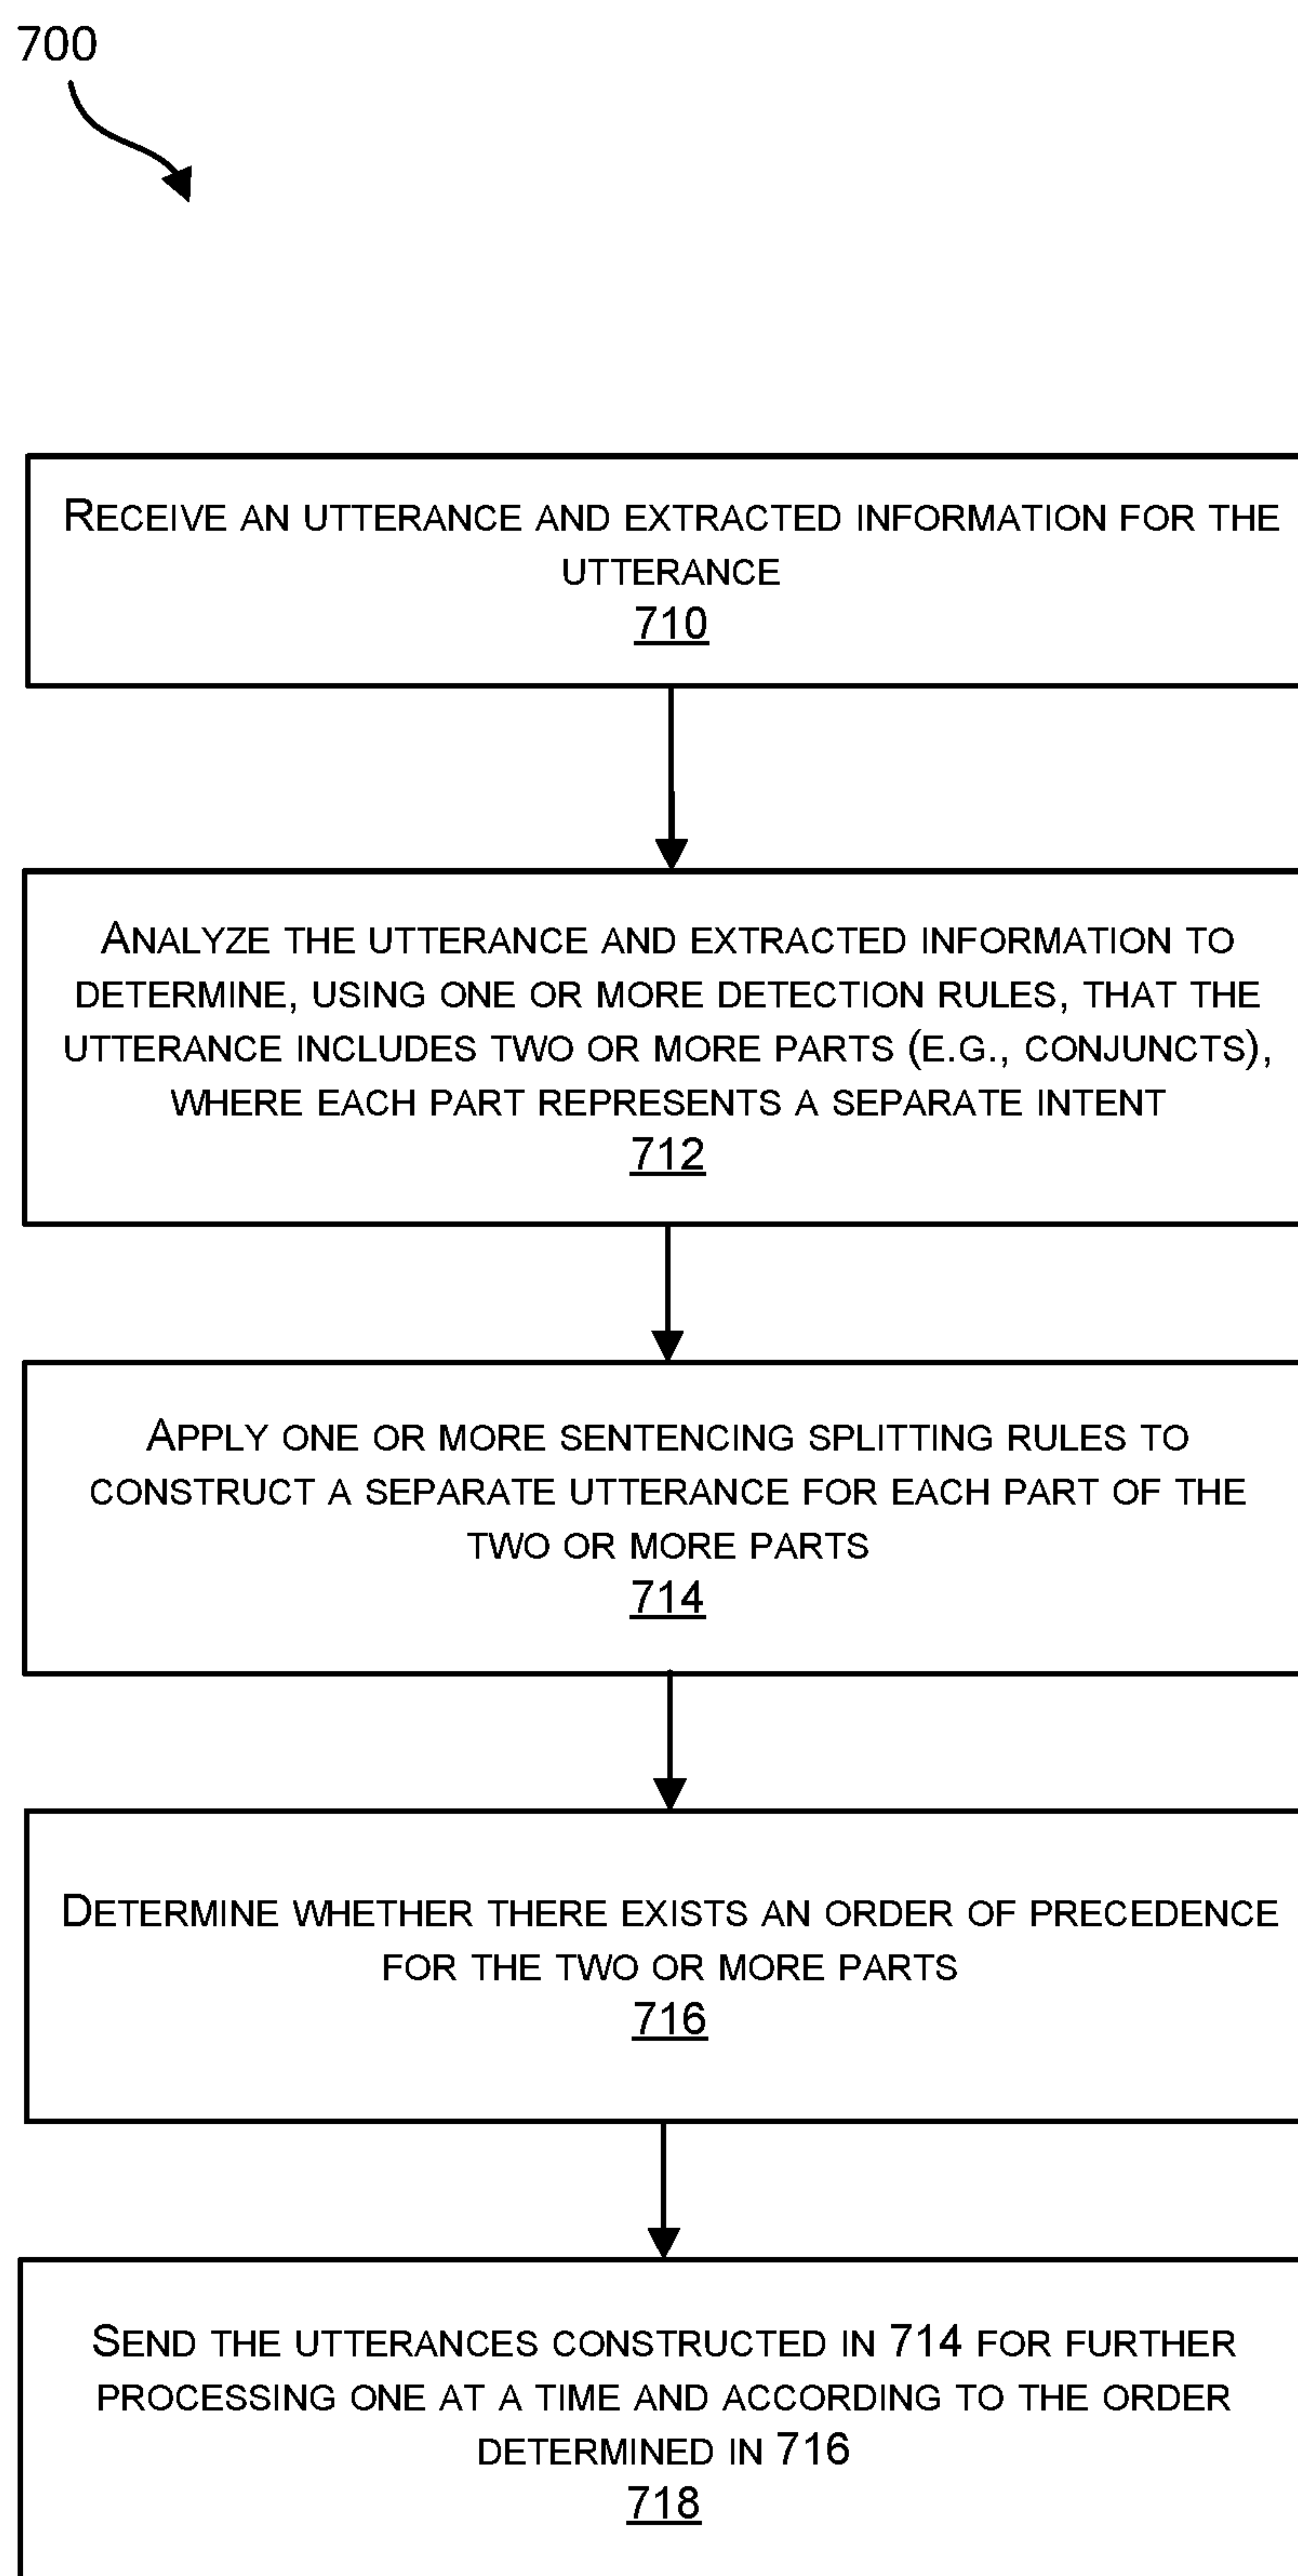 700
RECEIVE AN UTTERANCE AND EXTRACTED INFORMATION FOR THE
UTTERANCE
710
ANALYZE THE UTTERANCE AND EXTRACTED INFORMATION TO
DETERMINE, USING ONE OR MORE DETECTION RULES, THAT THE
UTTERANCE INCLUDES TWO OR MORE PARTS (E.G., CONJUNCTS),
WHERE EACH PART REPRESENTS A SEPARATE INTENT
712
APPLY ONE OR MORE SENTENCING SPLITTING RULES TO
CONSTRUCT A SEPARATE UTTERANCE FOR EACH PART OF THE
TWO OR MORE PARTS
714
DETERMINE WHETHER THERE EXISTS AN ORDER OF PRECEDENCE
FOR THE TWO OR MORE PARTS
716
SEND THE UTTERANCES CONSTRUCTED IN 714 FOR FURTHER
PROCESSING ONE AT A TIME AND ACCORDING TO THE ORDER
DETERMINED IN 716
718